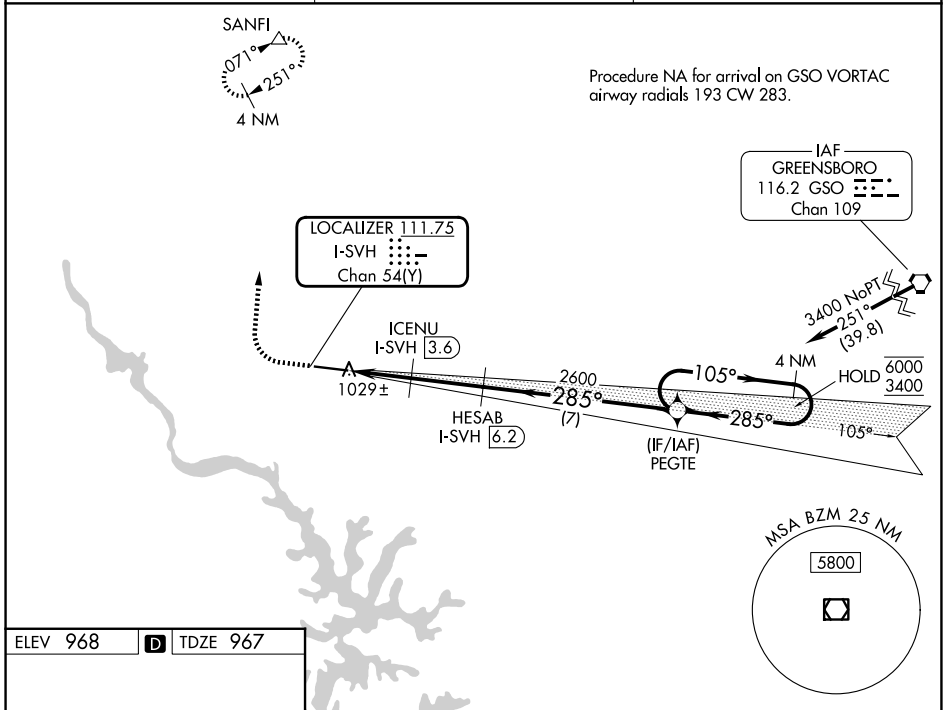 SANFI
071°
251°
4 NM
Procedure NA for arrival on GSO VORTAC
airway radials 193 CW 283.
IAF
GREENSBORO
116.2 GSO
Chan 109
LOCALIZER 111.75
I-SVH
Chan 54(Y)
3400 NoPT
251°
(39.8)
ICENU
I-SVH 3.6
1029±
HESAB
I-SVH 6.2
2600
285°
(7)
105°
4 NM
HOLD 6000
3400
285°
105°
(IF/IAF)
PEGTE
MSA BZM 25 NM
5800
ELEV 968 D TDZE 967